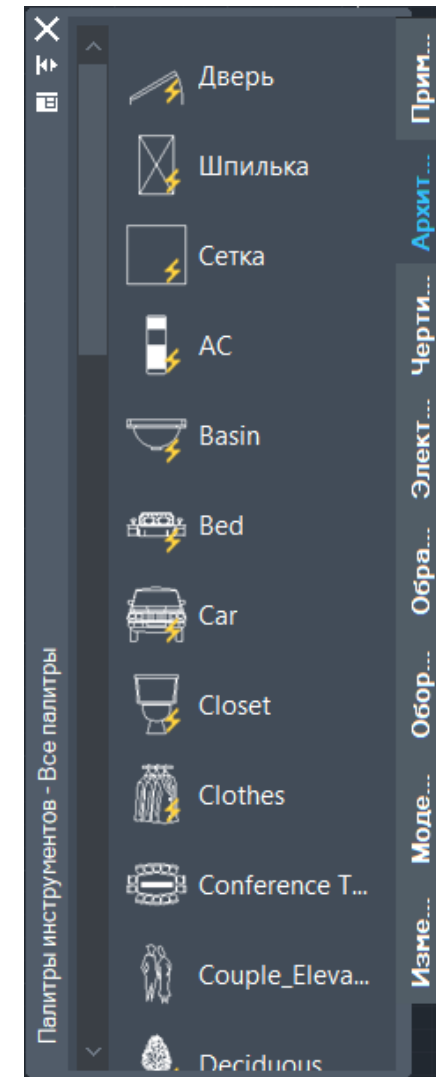 Дверь
Шпилька
Сетка
AC
Basin
Bed
Car
Closet
Clothes
Conference T...
Couple_Eleva...
Deciduous
Прим...
Архит...
Черти...
Элект...
Обра...
Обор...
Моде...
Изме...
Палитры инструментов - Все палитры